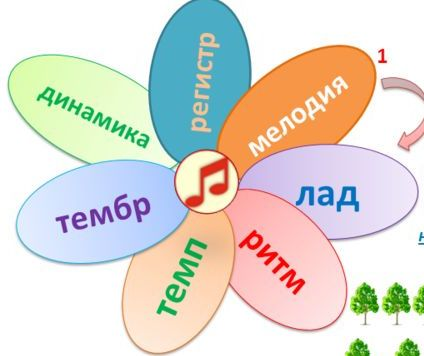 регистр
1
мелодия
лад
ритм
темп
тембр
динамика